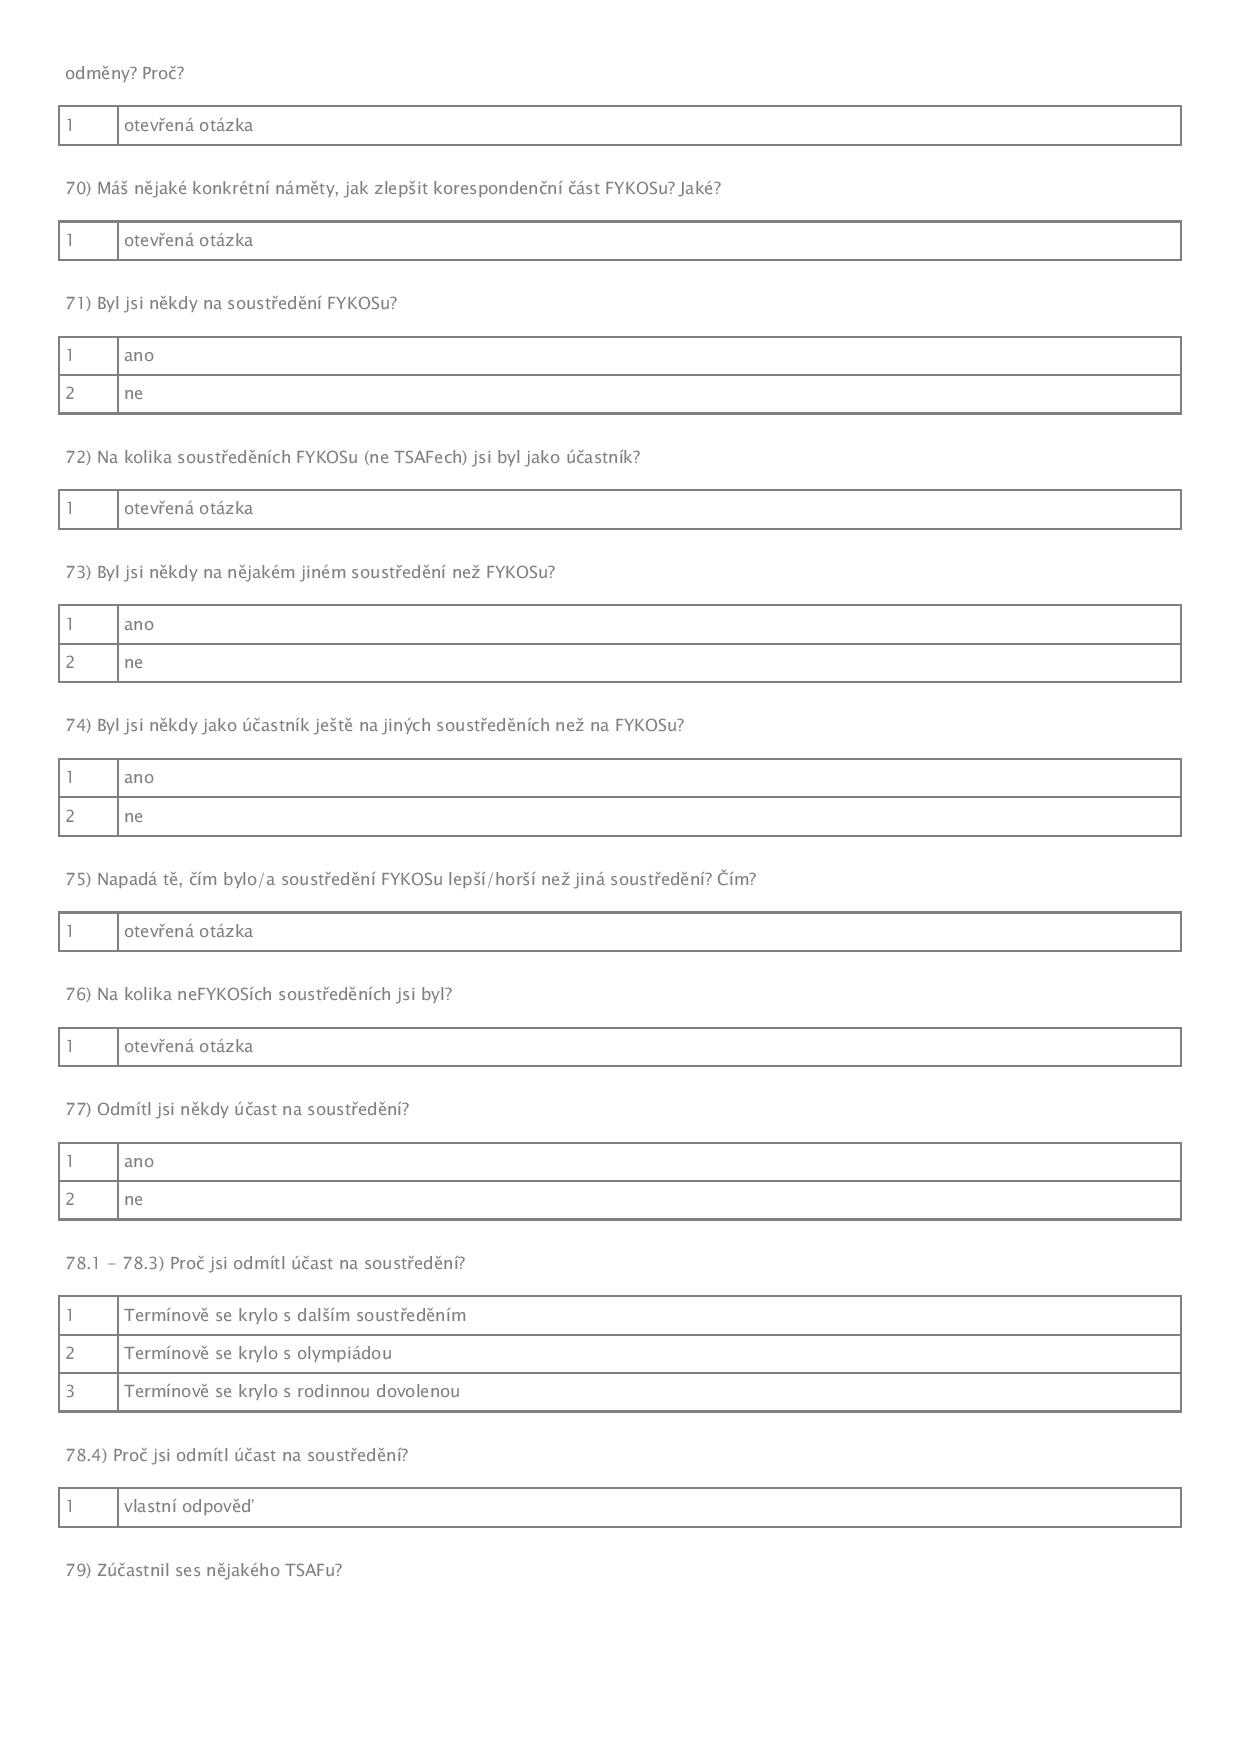 odměny? Proč?
1 otevřená otázka
70) Máš nějaké konkrétní náměty, jak zlepšit korespondenční část FYKOSu? Jaké?
1 otevřená otázka
71) Byl jsi někdy na soustředění FYKOSu?
1 ano
2 ne
72) Na kolika soustředěních FYKOSu (ne TSAFech) jsi byl jako účastník?
1 otevřená otázka
73) Byl jsi někdy na nějakém jiném soustředění než FYKOSu?
1 ano
2 ne
74) Byl jsi někdy jako účastník ještě na jiných soustředěních než na FYKOSu?
1 ano
2 ne
75) Napadá tě, čím bylo/a soustředění FYKOSu lepší/horší než jiná soustředění? Čím?
1 otevřená otázka
76) Na kolika neFYKOSích soustředěních jsi byl?
1 otevřená otázka
77) Odmítl jsi někdy účast na soustředění?
1 ano
2 ne
78.1 – 78.3) Proč jsi odmítl účast na soustředění?
1 Termínově se krylo s dalším soustředěním
2 Termínově se krylo s olympiádou
3 Termínově se krylo s rodinnou dovolenou
78.4) Proč jsi odmítl účast na soustředění?
1 vlastní odpověď
79) Zúčastnil ses nějakého TSAFu?